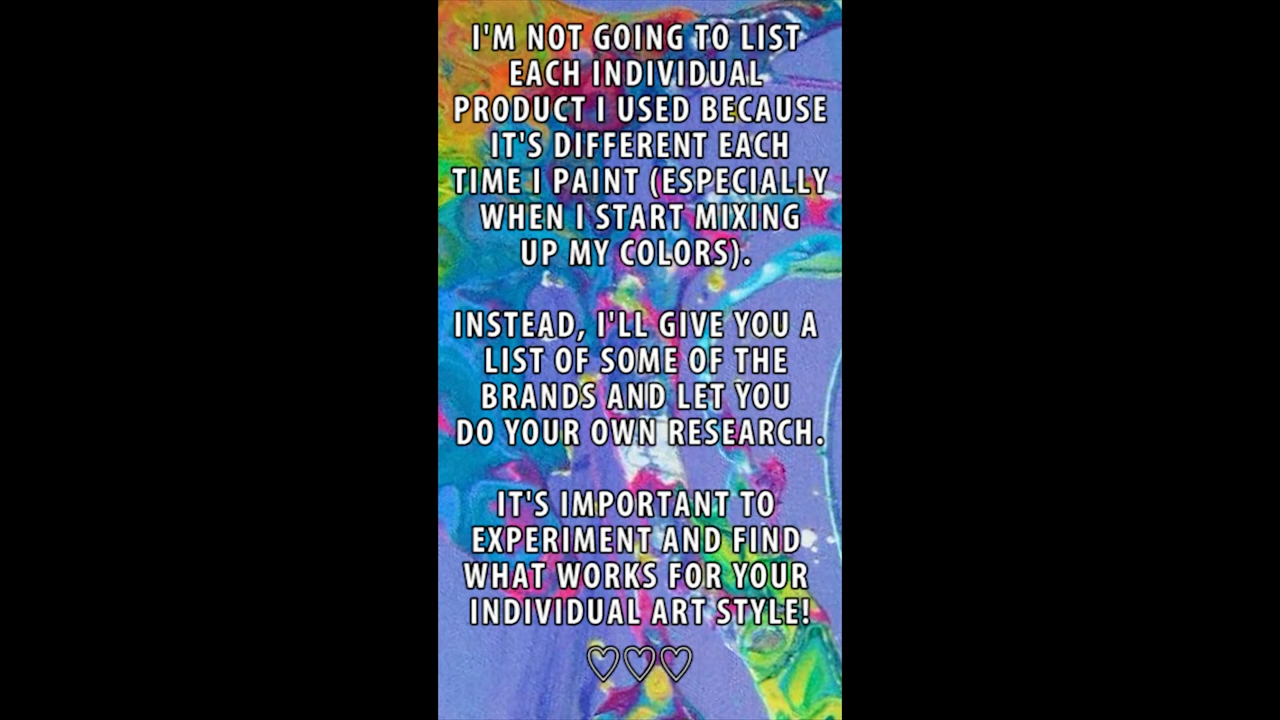 I'M NOT GOING TO LIST
EACH INDIVIDUAL
PRODUCT I USED BECAUSE
IT'S DIFFERENT EACH
TIME I PAINT (ESPECIALLY
WHEN I START MIXING
UP MY COLORS).
INSTEAD, I'LL GIVE YOU A
LIST OF SOME OF THE
BRANDS AND LET YOU
DO YOUR OWN RESEARCH.
IT'S IMPORTANT TO
EXPERIMENT AND FIND
WHAT WORKS FOR YOUR
INDIVIDUAL ART STYLE!
♡♡♡